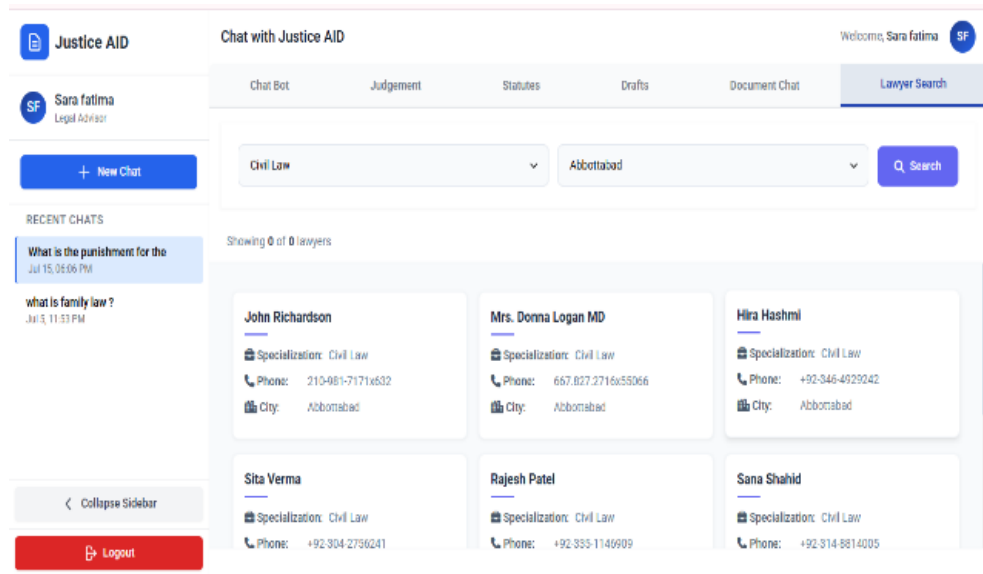 Justice AID
SF
Sara fatima
Legal Advisor
+ New Chat
RECENT CHATS
What is the punishment for the
Jul 15, 06:06 PM
what is family law ?
Jul 5, 11:53 PM
Collapse Sidebar
Logout
Chat with Justice AID
Welcome, Sara fatima SF
Chat Bot Judgement Statutes Drafts Document Chat Lawyer Search
Civil Law Abbottabad Search
Showing 0 of 0 lawyers
John Richardson
Specialization: Civil Law
Phone: 210-981-7171x632
City: Abbottabad
Mrs. Donna Logan MD
Specialization: Civil Law
Phone: 667.827.2716x55066
City: Abbottabad
Hira Hashmi
Specialization: Civil Law
Phone: +92-346-4929242
City: Abbottabad
Sita Verma
Specialization: Civil Law
Phone: +92-304-2756241
Rajesh Patel
Specialization: Civil Law
Phone: +92-335-1146909
Sana Shahid
Specialization: Civil Law
Phone: +92-314-8814005